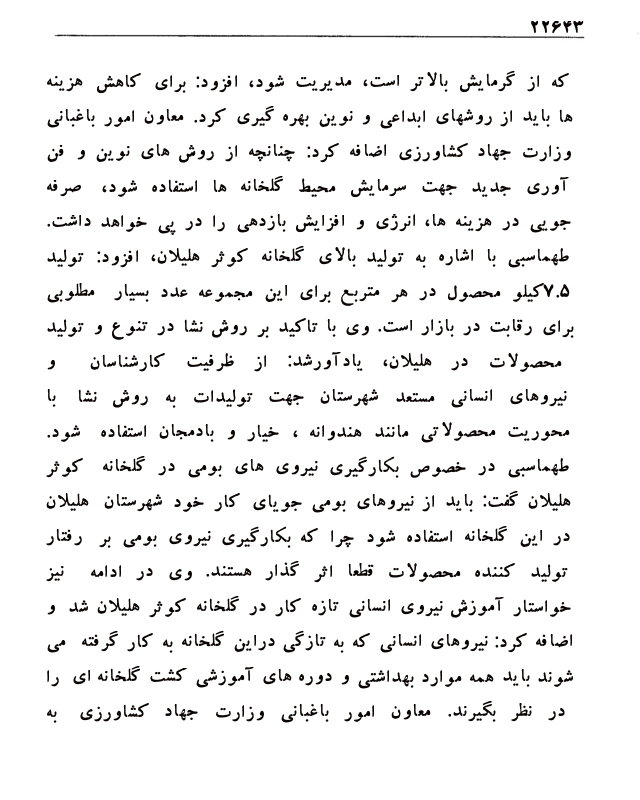 ۲۲۶۴۳
که از گرمایش بالاتر است، مدیریت شود، افزود: برای کاهش هزینه
ها باید از روشهای ابداعی و نوین بهره گیری کرد. معاون امور باغبانی
وزارت جهاد کشاورزی اضافه کرد: چنانچه از روش های نوین و فن
آوری جدید جهت سرمایش محیط گلخانه ها استفاده شود، صرفه
جویی در هزینه ها، انرژی و افزایش بازدهی را در پی خواهد داشت.
طهماسبی با اشاره به تولید بالای گلخانه کوثر هلیلان، افزود: تولید
۷.۵کیلو محصول در هر متربع برای این مجموعه عدد بسیار مطلوبی
برای رقابت در بازار است. وی با تاکید بر روش نشا در تنوع و تولید
محصولات در هلیلان، یادآورشد: از ظرفیت کارشناسان و
نیروهای انسانی مستعد شهرستان جهت تولیدات به روش نشا با
محوریت محصولاتی مانند هندوانه ، خیار و بادمجان استفاده شود.
طهماسبی در خصوص بکارگیری نیروی های بومی در گلخانه کوثر
هلیلان گفت: باید از نیروهای بومی جویای کار خود شهرستان هلیلان
در این گلخانه استفاده شود چرا که بکارگیری نیروی بومی بر رفتار
تولید کننده محصولات قطعا اثر گذار هستند. وی در ادامه نیز
خواستار آموزش نیروی انسانی تازه کار در گلخانه کوثر هلیلان شد و
اضافه کرد: نیروهای انسانی که به تازگی دراین گلخانه به کار گرفته می
شوند باید همه موارد بهداشتی و دوره های آموزشی کشت گلخانه ای را
در نظر بگیرند. معاون امور باغبانی وزارت جهاد کشاورزی به